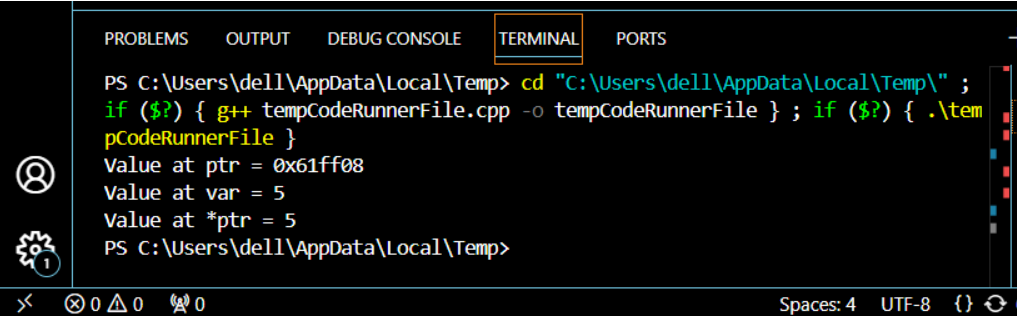 PROBLEMS OUTPUT DEBUG CONSOLE TERMINAL PORTS
PS C:\Users\dell\AppData\Local\Temp> cd "C:\Users\dell\AppData\Local\Temp\" ;
if ($?) { g++ tempCodeRunnerFile.cpp -o tempCodeRunnerFile } ; if ($?) { .\tem
pCodeRunnerFile }
Value at ptr = 0x61ff08
Value at var = 5
Value at *ptr = 5
PS C:\Users\dell\AppData\Local\Temp>
1
0 0 0 Spaces: 4 UTF-8 {}